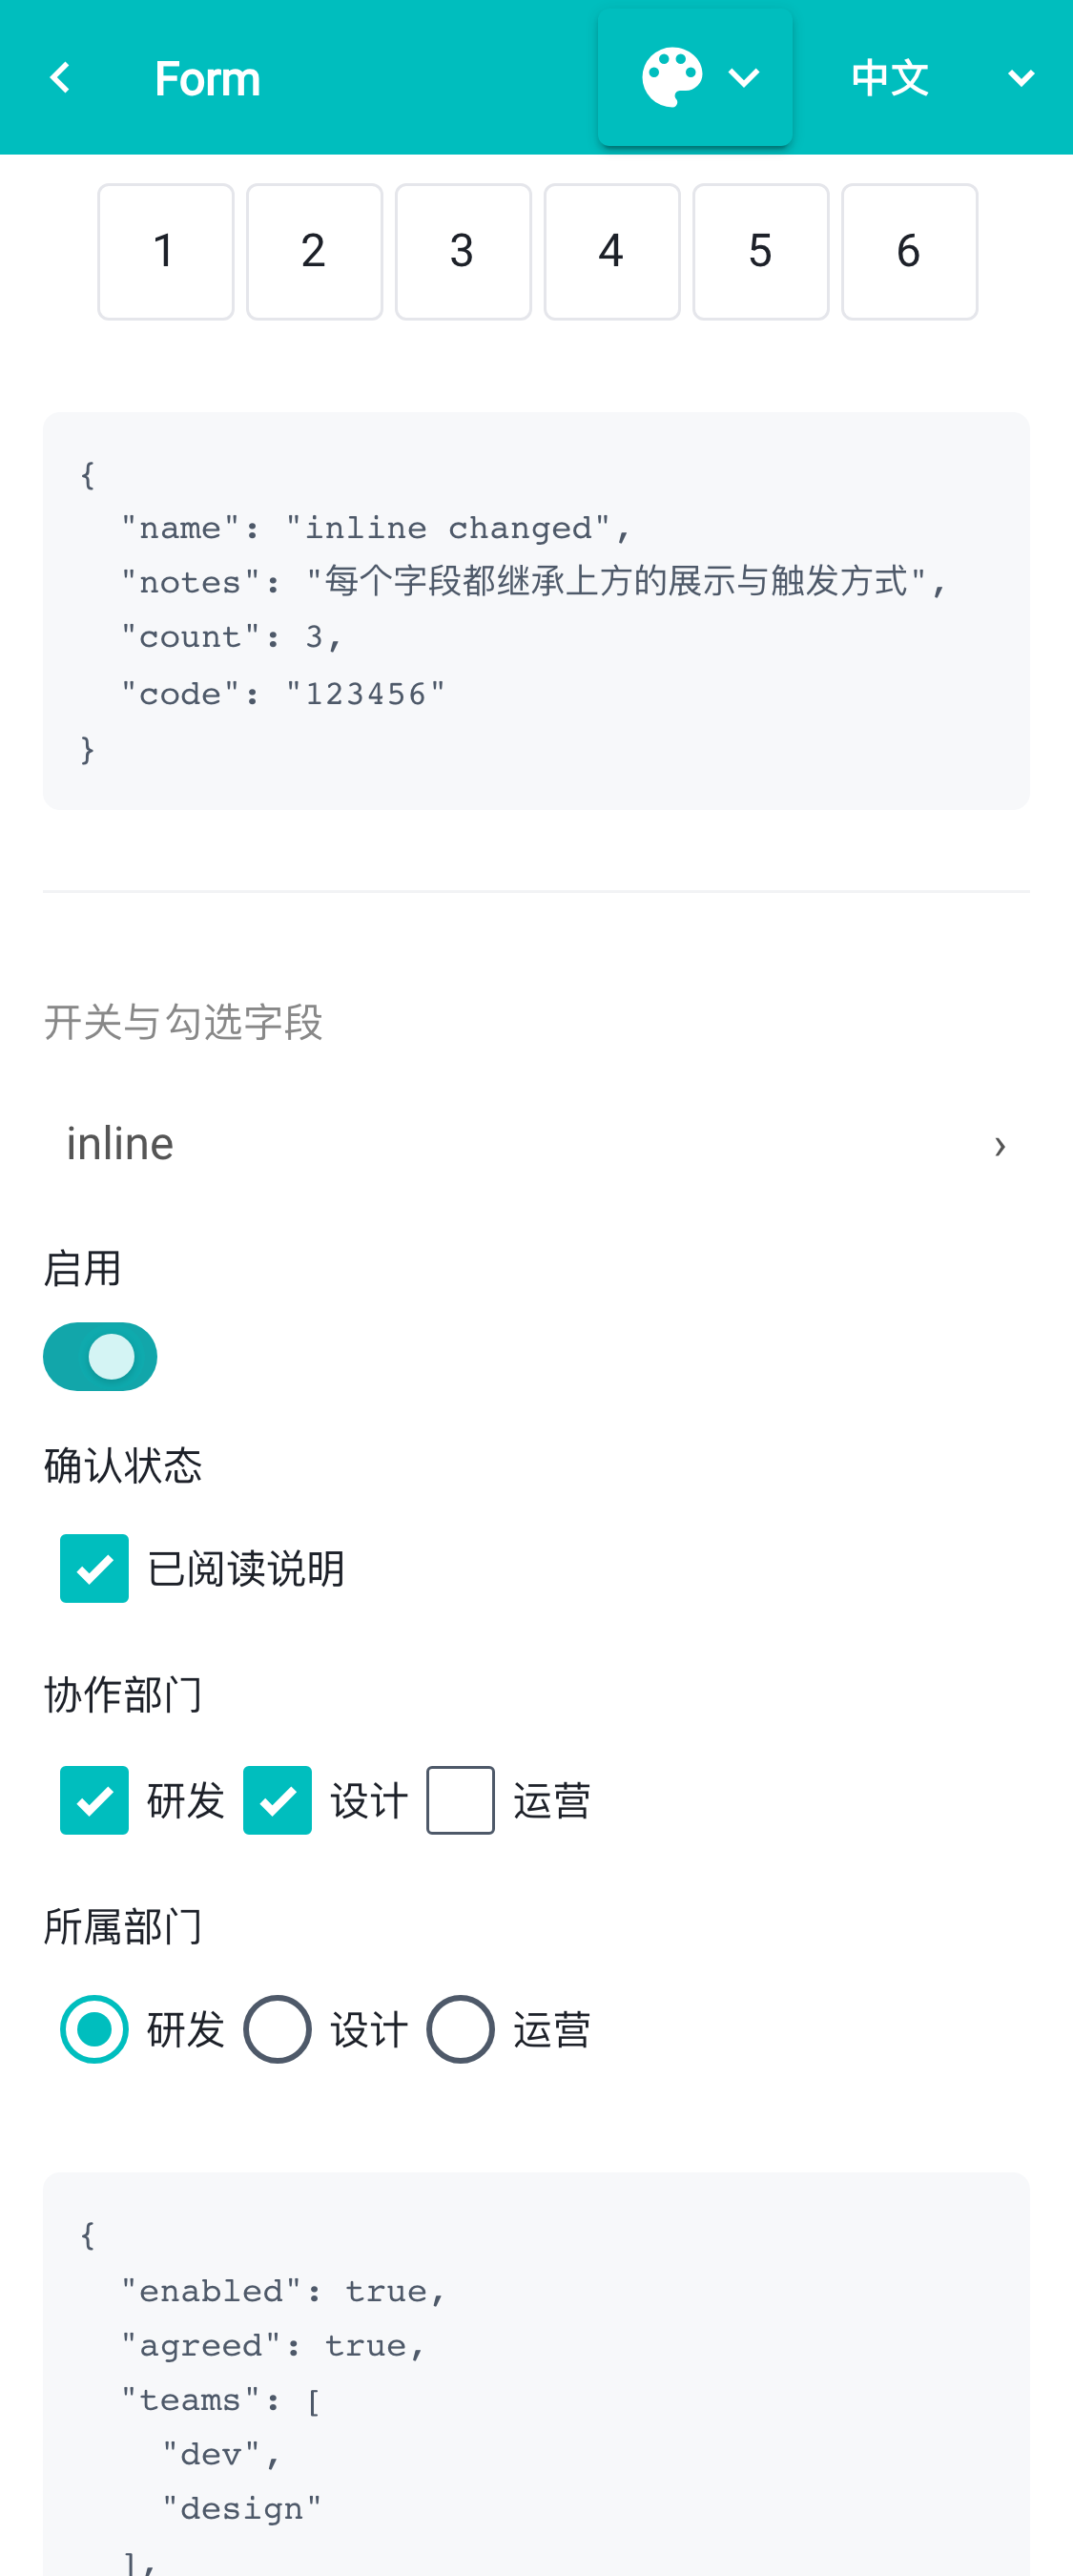 Form
中文
1 2 3 4 5 6
{
"name": "inline changed",
"notes": "每个字段都继承上方的展示与触发方式",
"count": 3,
"code": "123456"
}
开关与勾选字段
inline ›
启用
确认状态
已阅读说明
协作部门
研发 设计 运营
所属部门
研发 设计 运营
{
"enabled": true,
"agreed": true,
"teams": [
"dev",
"design"
],